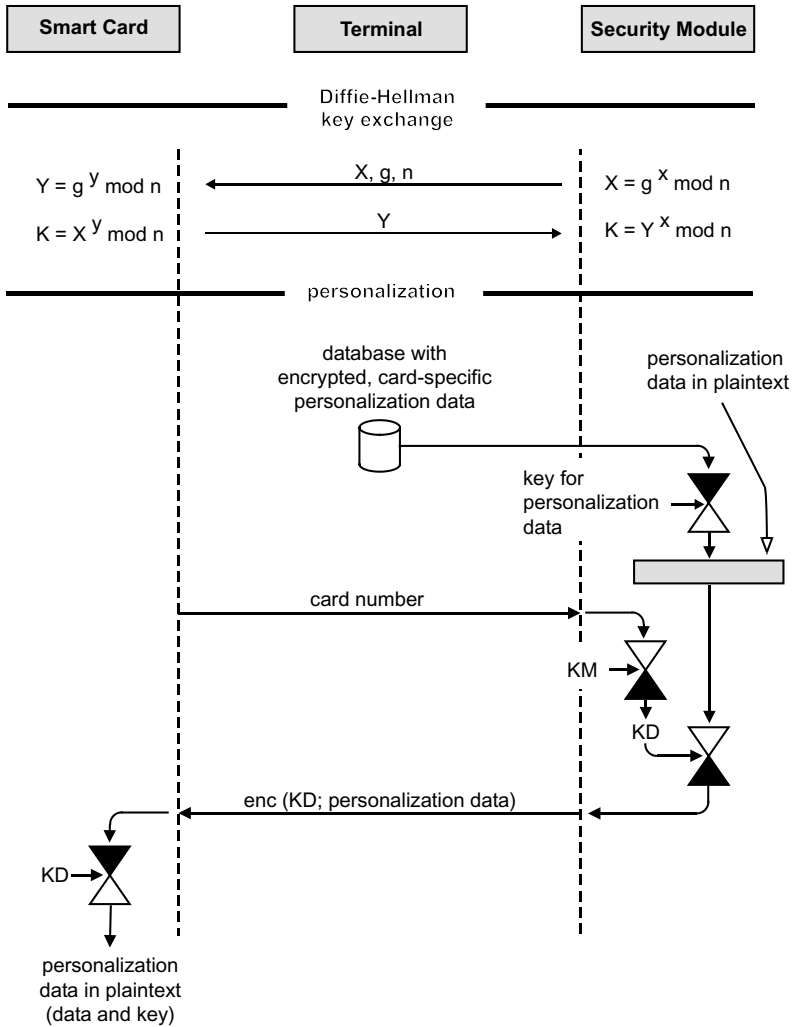 Smart Card
Terminal
Security Module
Diffie-Hellman
key exchange
Y = g y mod n
X, g, n
X = g x mod n
K = X y mod n
Y
K = Y x mod n
personalization
database with
encrypted, card-specific
personalization data
personalization
data in plaintext
key for
personalization
data
card number
KM
KD
enc (KD; personalization data)
KD
personalization
data in plaintext
(data and key)